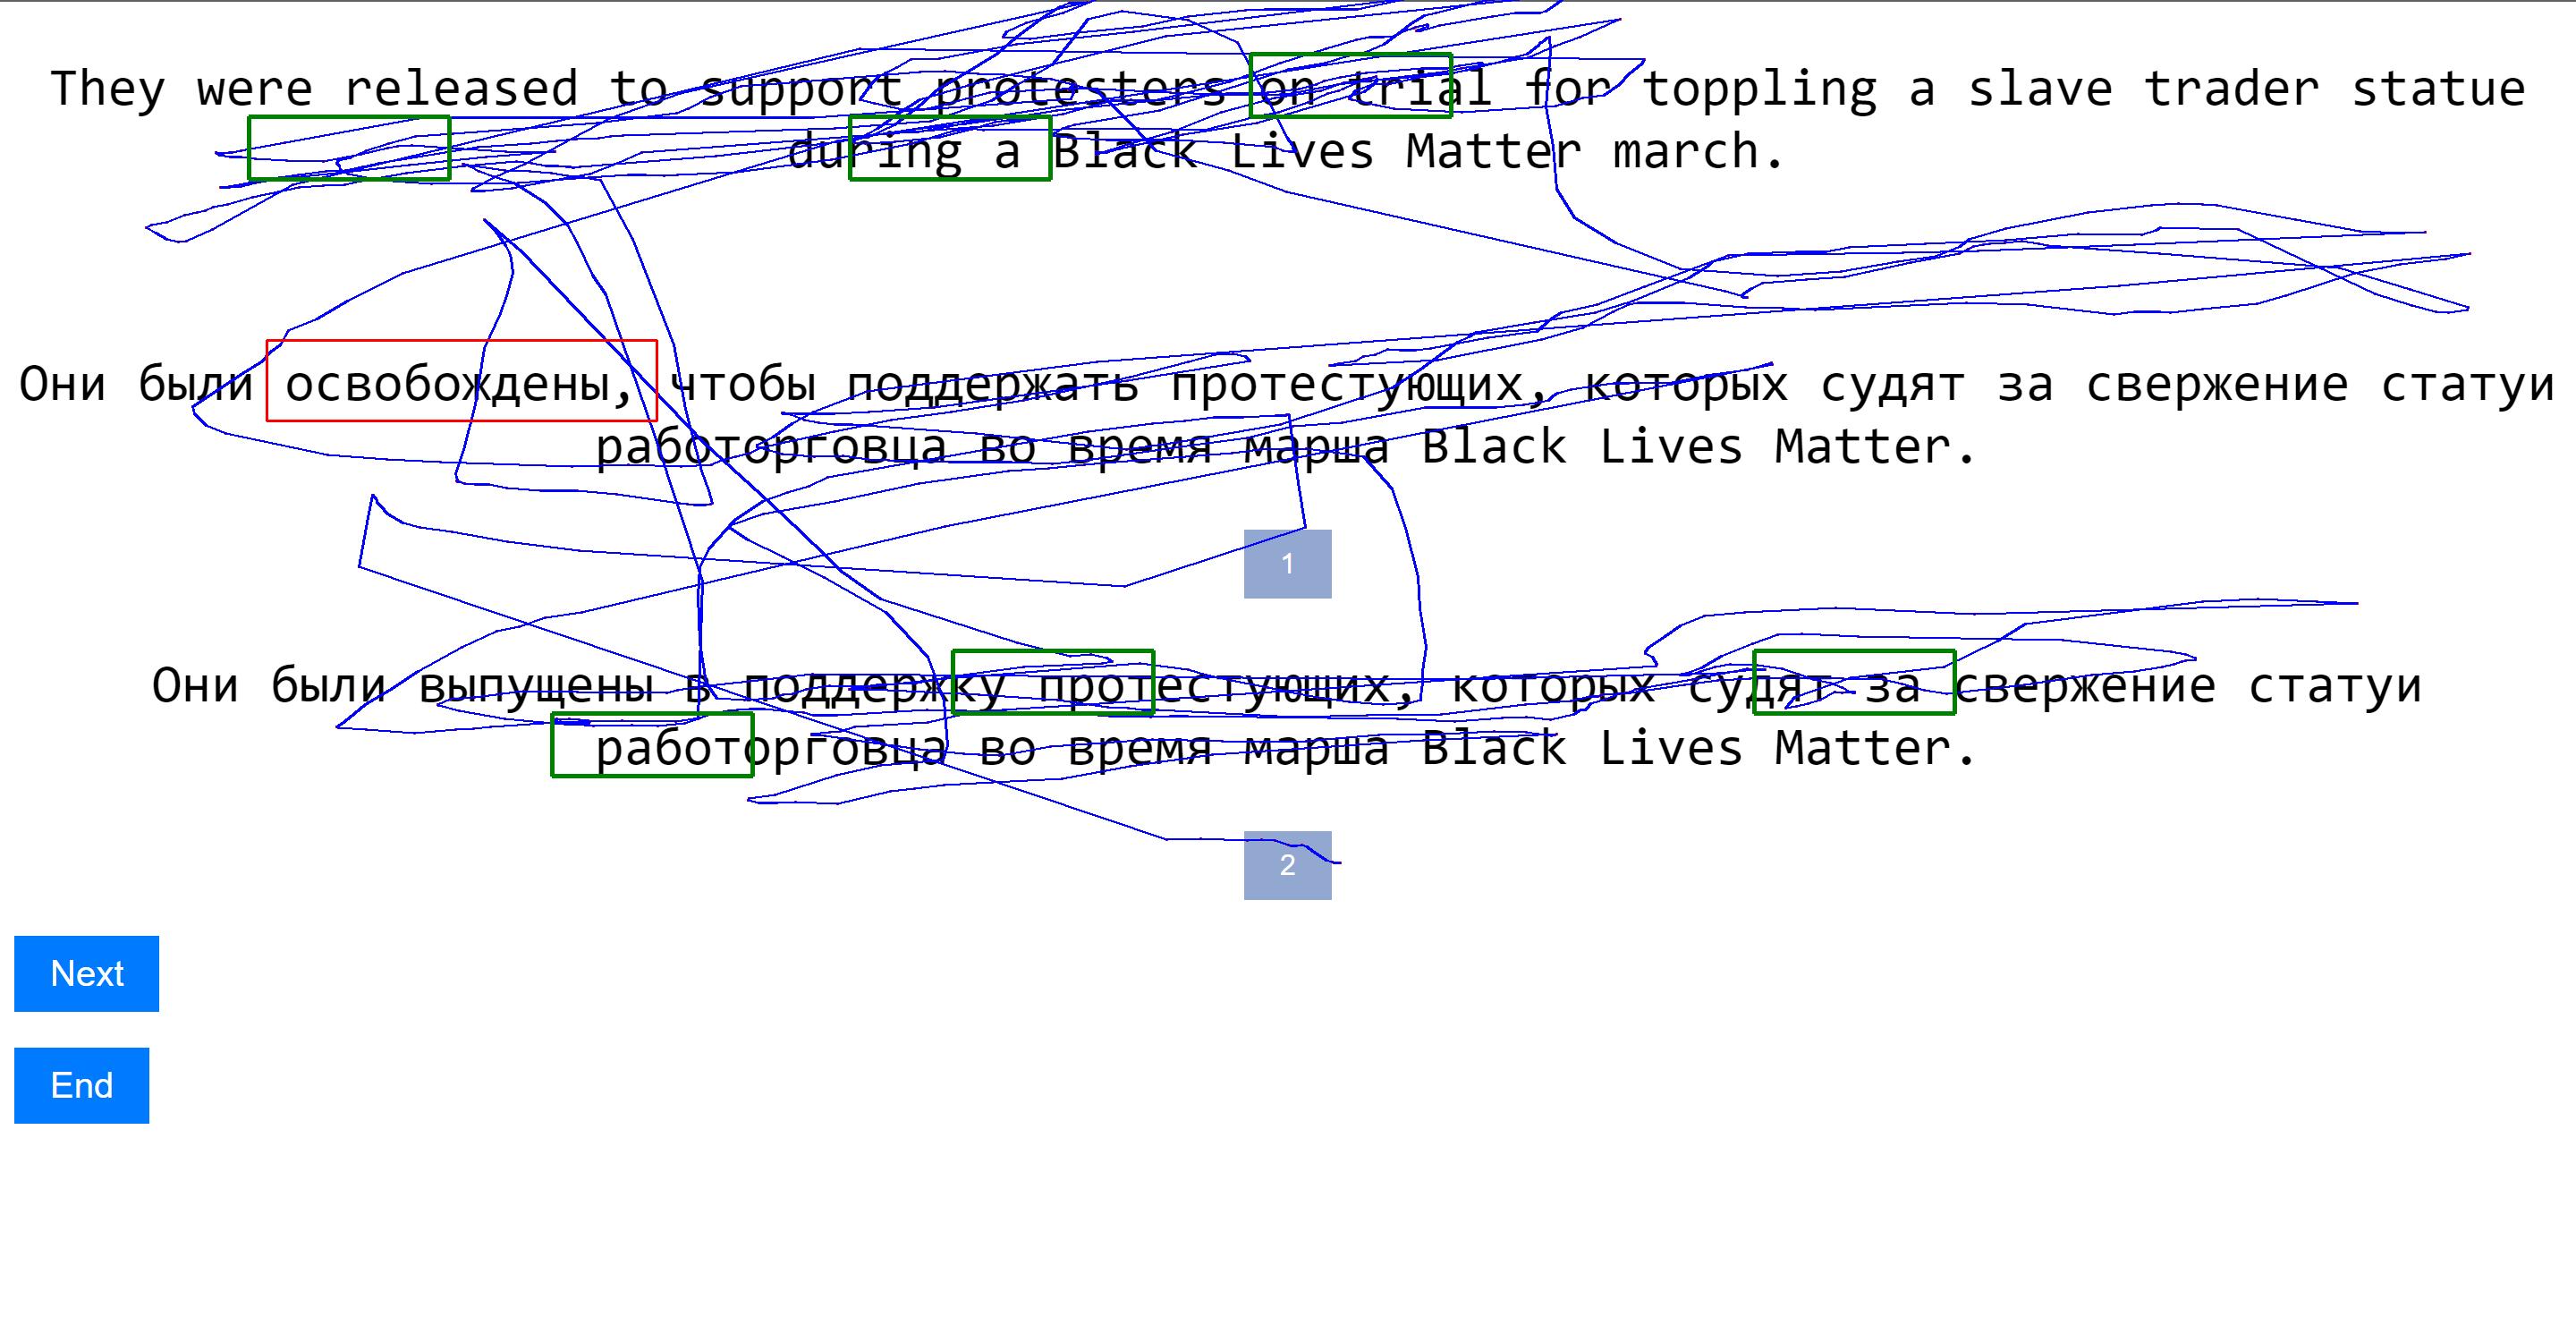 They were released to support protesters on trial for toppling a slave trader statue
during a Black Lives Matter march.
Они были освобождены, чтобы поддержать протестующих, которых судят за свержение статуи
работорговца во время марша Black Lives Matter.
1
Они были выпущены в поддержку протестующих, которых судят за свержение статуи
работорговца во время марша Black Lives Matter.
2
Next
End